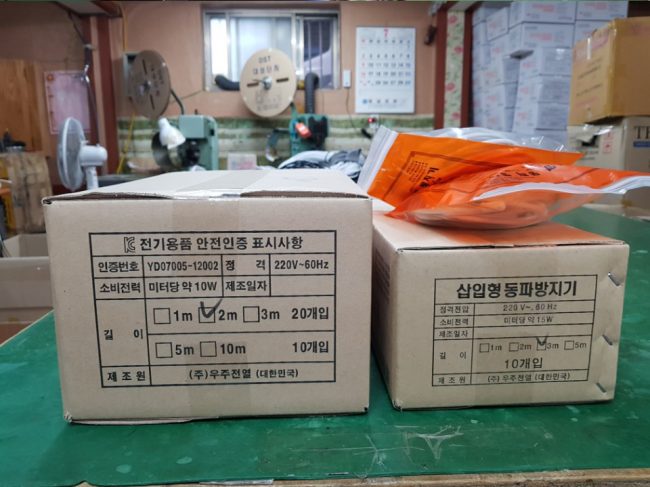 전기용품 안전인증 표시사항
인증번호 YD07005-12002 정 격 220V~60Hz
소비전력 미터당 약 10W 제조일자
길 이
1m 2m 3m 20개입
5m 10m 10개입
제 조 원 (주)우주전열 (대한민국)
삽입형 동파방지기
정격전압 220 V~. 60 Hz
소비전력 미터당 약 15W
제조일자
길 이 1m 2m 3m 5m
10개입
제 조 원 (주)우주전열 (대한민국)
DST
7